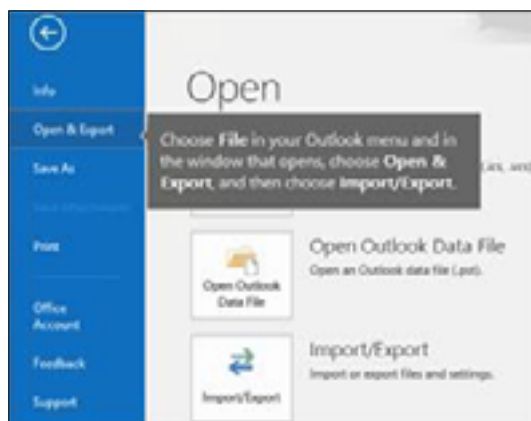 Info
Open & Export
Save As
Print
Office
Account
Feedback
Support
Open
Choose File in your Outlook menu and in
the window that opens, choose Open &
Export, and then choose Import/Export.
Open Outlook
Data File
Open Outlook Data File
Open an Outlook data file (.pst).
Import/Export
Import/Export
Import or export files and settings.